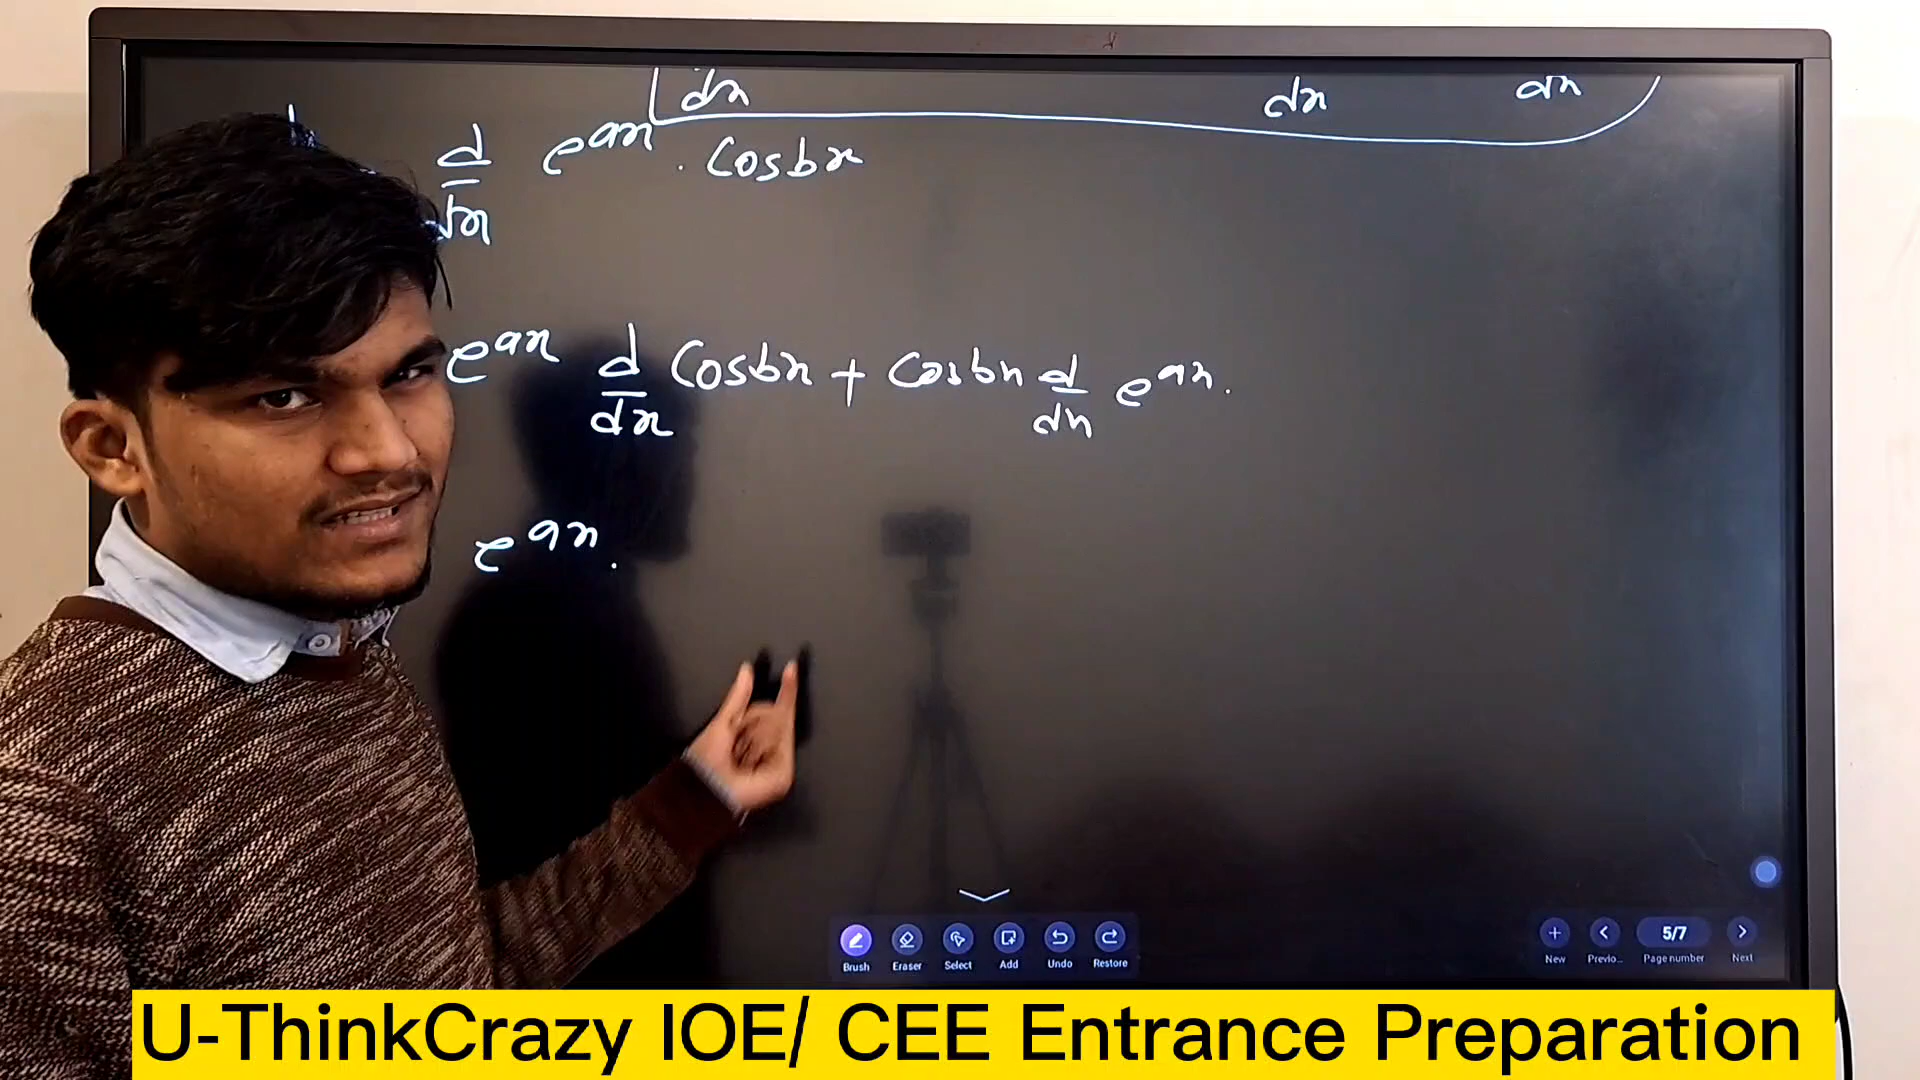 dx dx dx
d/dx e^ax . Cosbx
e^ax d/dx Cosbx + Cosbx d/dx e^ax.
e^ax.
Brush Eraser Select Add Undo Restore
New Previo... 5/7 Page number Next
U-ThinkCrazy IOE/ CEE Entrance Preparation